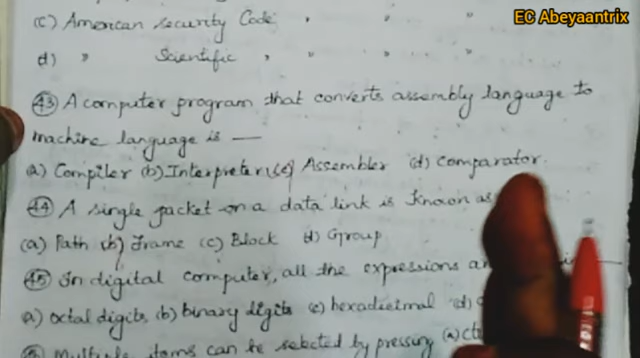 EC Abeyaantrix
(c) American security Code " " "
d) " Scientific " " " "
(43) A computer program that converts assembly language to
machine language is —
(a) Compiler (b) Interpreter (c) Assembler (d) Comparator.
(44) A single packet on a data link is known as
(a) Path (b) Frame (c) Block d) Group
(45) In digital computer, all the expressions are
a) octal digits (b) binary digits (c) hexadecimal (d)
Multiple items can be selected by pressing (a) ct